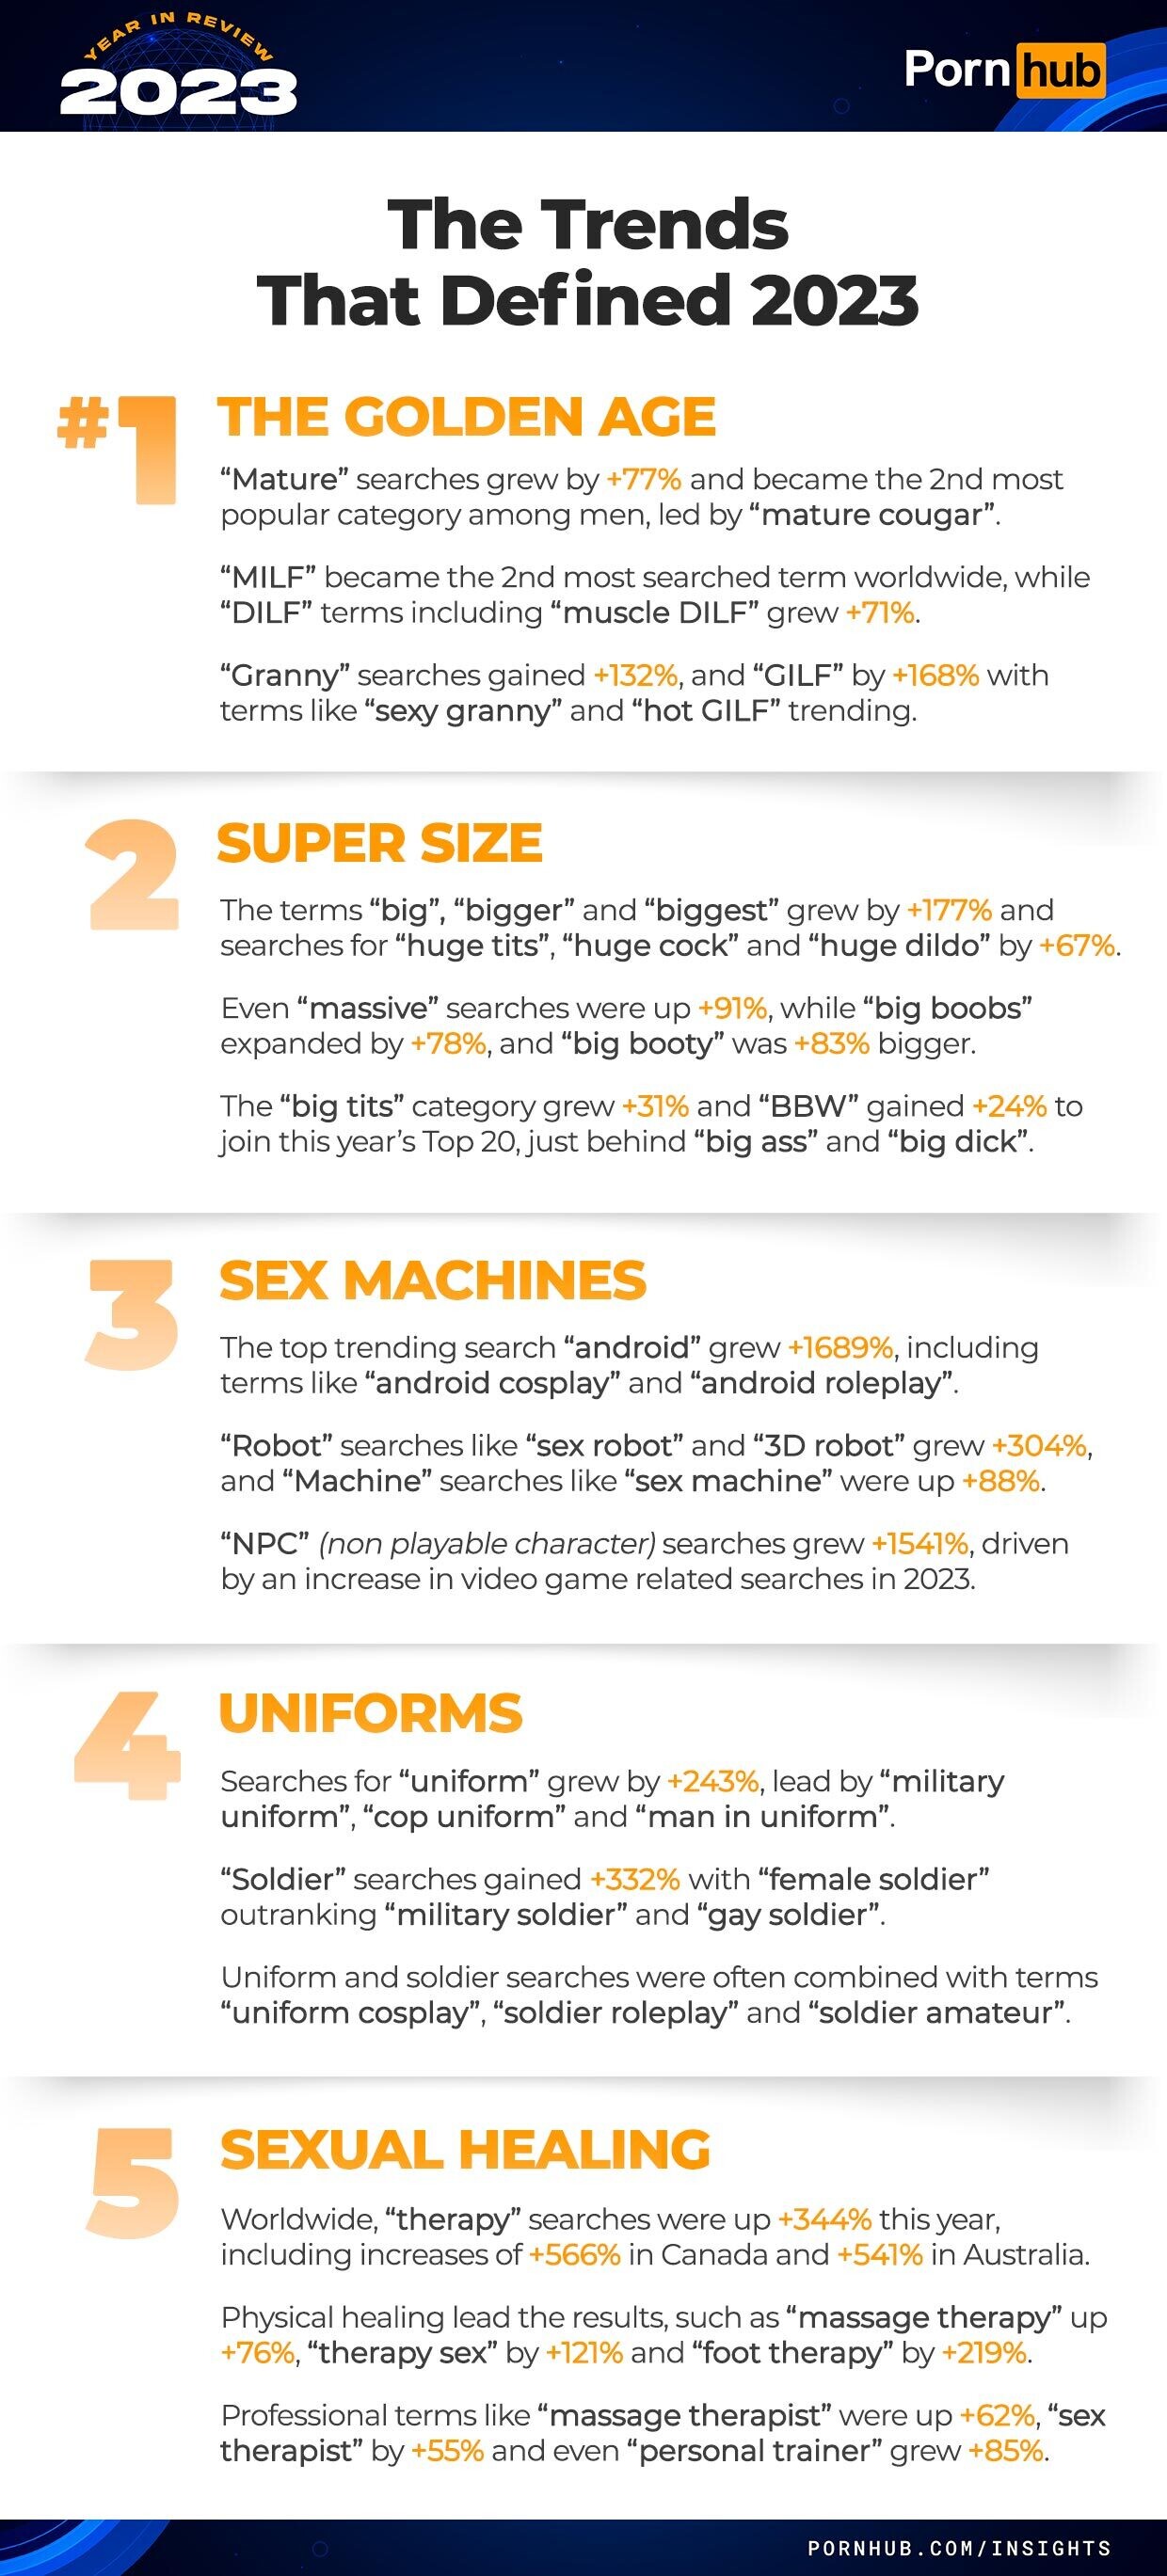 YEAR IN REVIEW
2023
Pornhub
The Trends
That Defined 2023
#1
THE GOLDEN AGE
“Mature” searches grew by +77% and became the 2nd most
popular category among men, led by “mature cougar”.
“MILF” became the 2nd most searched term worldwide, while
“DILF” terms including “muscle DILF” grew +71%.
“Granny” searches gained +132%, and “GILF” by +168% with
terms like “sexy granny” and “hot GILF” trending.
2
SUPER SIZE
The terms “big”, “bigger” and “biggest” grew by +177% and
searches for “huge tits”, “huge cock” and “huge dildo” by +67%.
Even “massive” searches were up +91%, while “big boobs”
expanded by +78%, and “big booty” was +83% bigger.
The “big tits” category grew +31% and “BBW” gained +24% to
join this year’s Top 20, just behind “big ass” and “big dick”.
3
SEX MACHINES
The top trending search “android” grew +1689%, including
terms like “android cosplay” and “android roleplay”.
“Robot” searches like “sex robot” and “3D robot” grew +304%,
and “Machine” searches like “sex machine” were up +88%.
“NPC” (non playable character) searches grew +1541%, driven
by an increase in video game related searches in 2023.
4
UNIFORMS
Searches for “uniform” grew by +243%, lead by “military
uniform”, “cop uniform” and “man in uniform”.
“Soldier” searches gained +332% with “female soldier”
outranking “military soldier” and “gay soldier”.
Uniform and soldier searches were often combined with terms
“uniform cosplay”, “soldier roleplay” and “soldier amateur”.
5
SEXUAL HEALING
Worldwide, “therapy” searches were up +344% this year,
including increases of +566% in Canada and +541% in Australia.
Physical healing lead the results, such as “massage therapy” up
+76%, “therapy sex” by +121% and “foot therapy” by +219%.
Professional terms like “massage therapist” were up +62%, “sex
therapist” by +55% and even “personal trainer” grew +85%.
PORNHUB.COM/INSIGHTS